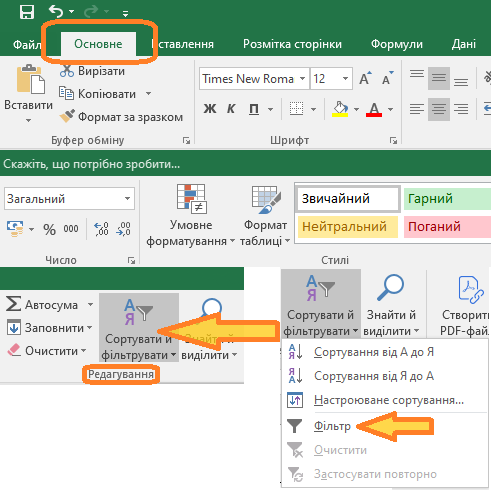 Файл Основне Вставлення Розмітка сторінки Формули Дані
Вставити
Вирізати
Копіювати
Формат за зразком
Буфер обміну
Times New Roma 12 A A
Ж К П А
Шрифт
Скажіть, що потрібно зробити...
Загальний
% 000
Число
Умовне
форматування
Формат
таблиці
Звичайний Гарний
Нейтральний Поганий
Стилі
Автосума
Заповнити
Очистити
Сортувати й
фільтрувати
Знайти й
виділити
Редагування
Сортувати й
фільтрувати
Знайти й
виділити
Створити
PDF-фай
Сортування від А до Я
Сортування від Я до А
Настроюване сортування...
Фільтр
Очистити
Застосувати повторно